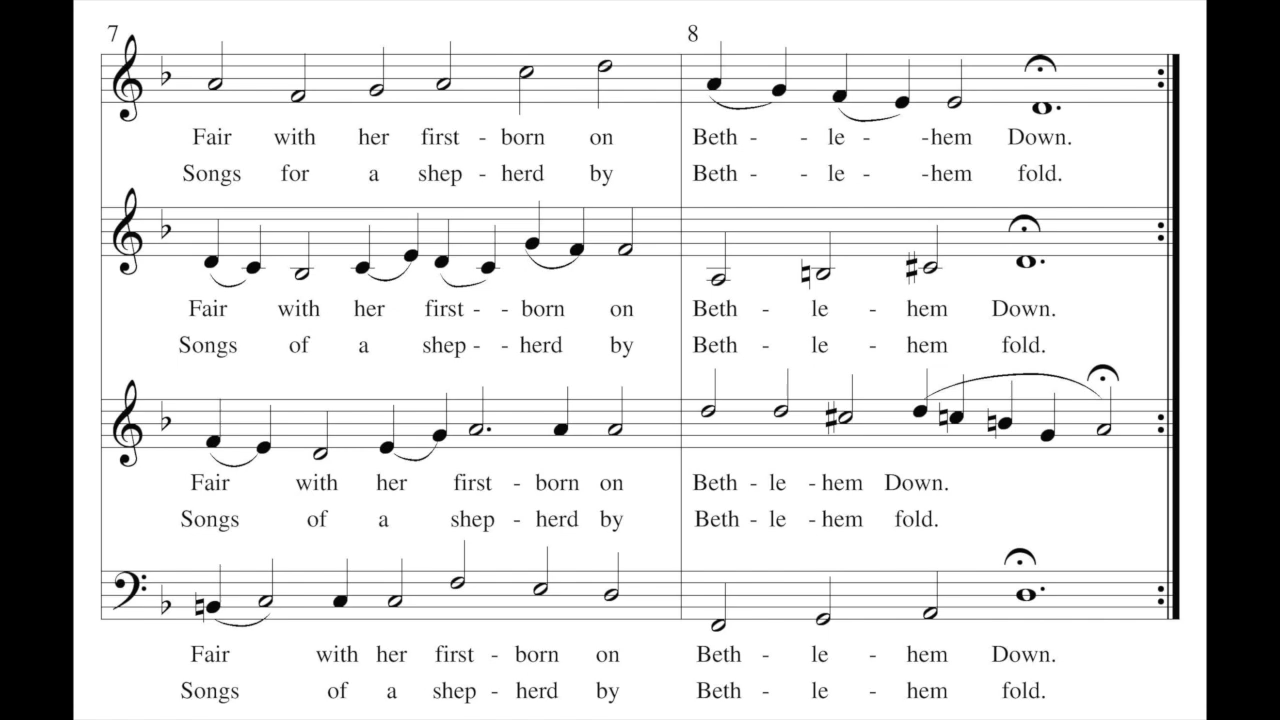 7 8
Fair with her first - born on Beth - - le - -hem Down.
Songs for a shep - herd by Beth - - le - -hem fold.
Fair with her first - - born on Beth - le - hem Down.
Songs of a shep - - herd by Beth - le - hem fold.
Fair with her first - born on Beth - le - hem Down.
Songs of a shep - herd by Beth - le - hem fold.
Fair with her first - born on Beth - le - hem Down.
Songs of a shep - herd by Beth - le - hem fold.